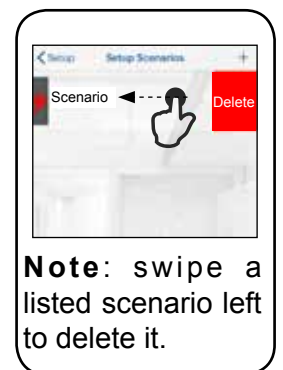 Setup Setup Scenarios +
Scenario Delete
Note: swipe a
listed scenario left
to delete it.